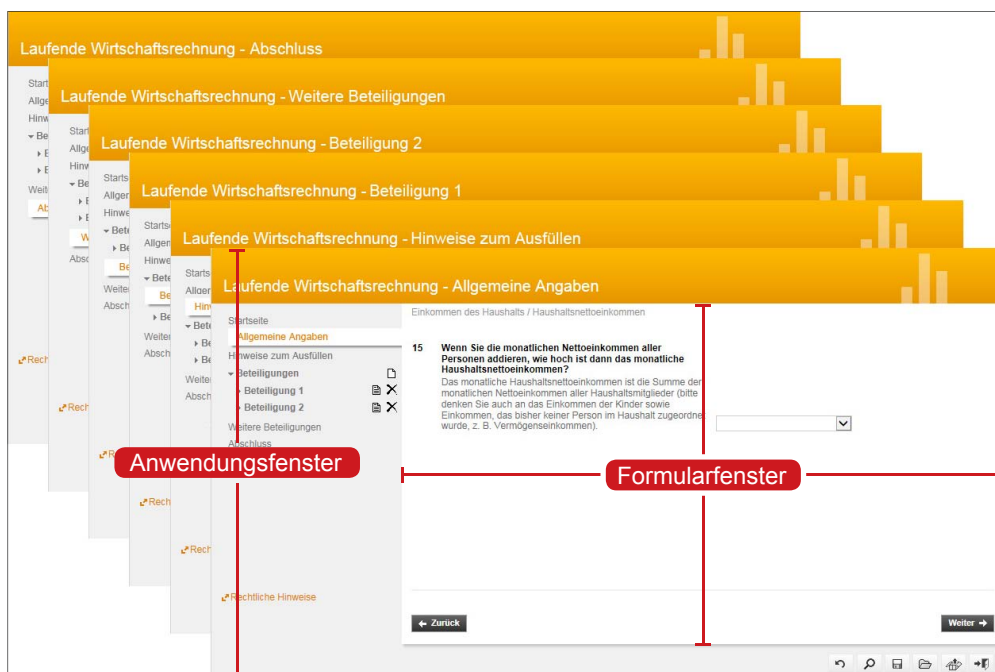 Laufende Wirtschaftsrechnung - Abschluss
Laufende Wirtschaftsrechnung - Weitere Beteiligungen
Laufende Wirtschaftsrechnung - Beteiligung 2
Laufende Wirtschaftsrechnung - Beteiligung 1
Laufende Wirtschaftsrechnung - Hinweise zum Ausfüllen
Laufende Wirtschaftsrechnung - Allgemeine Angaben
Startseite
Allgemeine Angaben
Hinweise zum Ausfüllen
Beteiligungen
Beteiligung 1
Beteiligung 2
Weitere Beteiligungen
Abschluss
Rechtliche Hinweise
Anwendungsfenster
Einkommen des Haushalts / Haushaltsnettoeinkommen
15 Wenn Sie die monatlichen Nettoeinkommen aller
Personen addieren, wie hoch ist dann das monatliche
Haushaltsnettoeinkommen?
Das monatliche Haushaltsnettoeinkommen ist die Summe der
monatlichen Nettoeinkommen aller Haushaltsmitglieder (bitte
denken Sie auch an das Einkommen der Kinder sowie
Einkommen, das bisher keiner Person im Haushalt zugeordne
wurde, z. B. Vermögenseinkommen).
Formularfenster
Zurück
Weiter